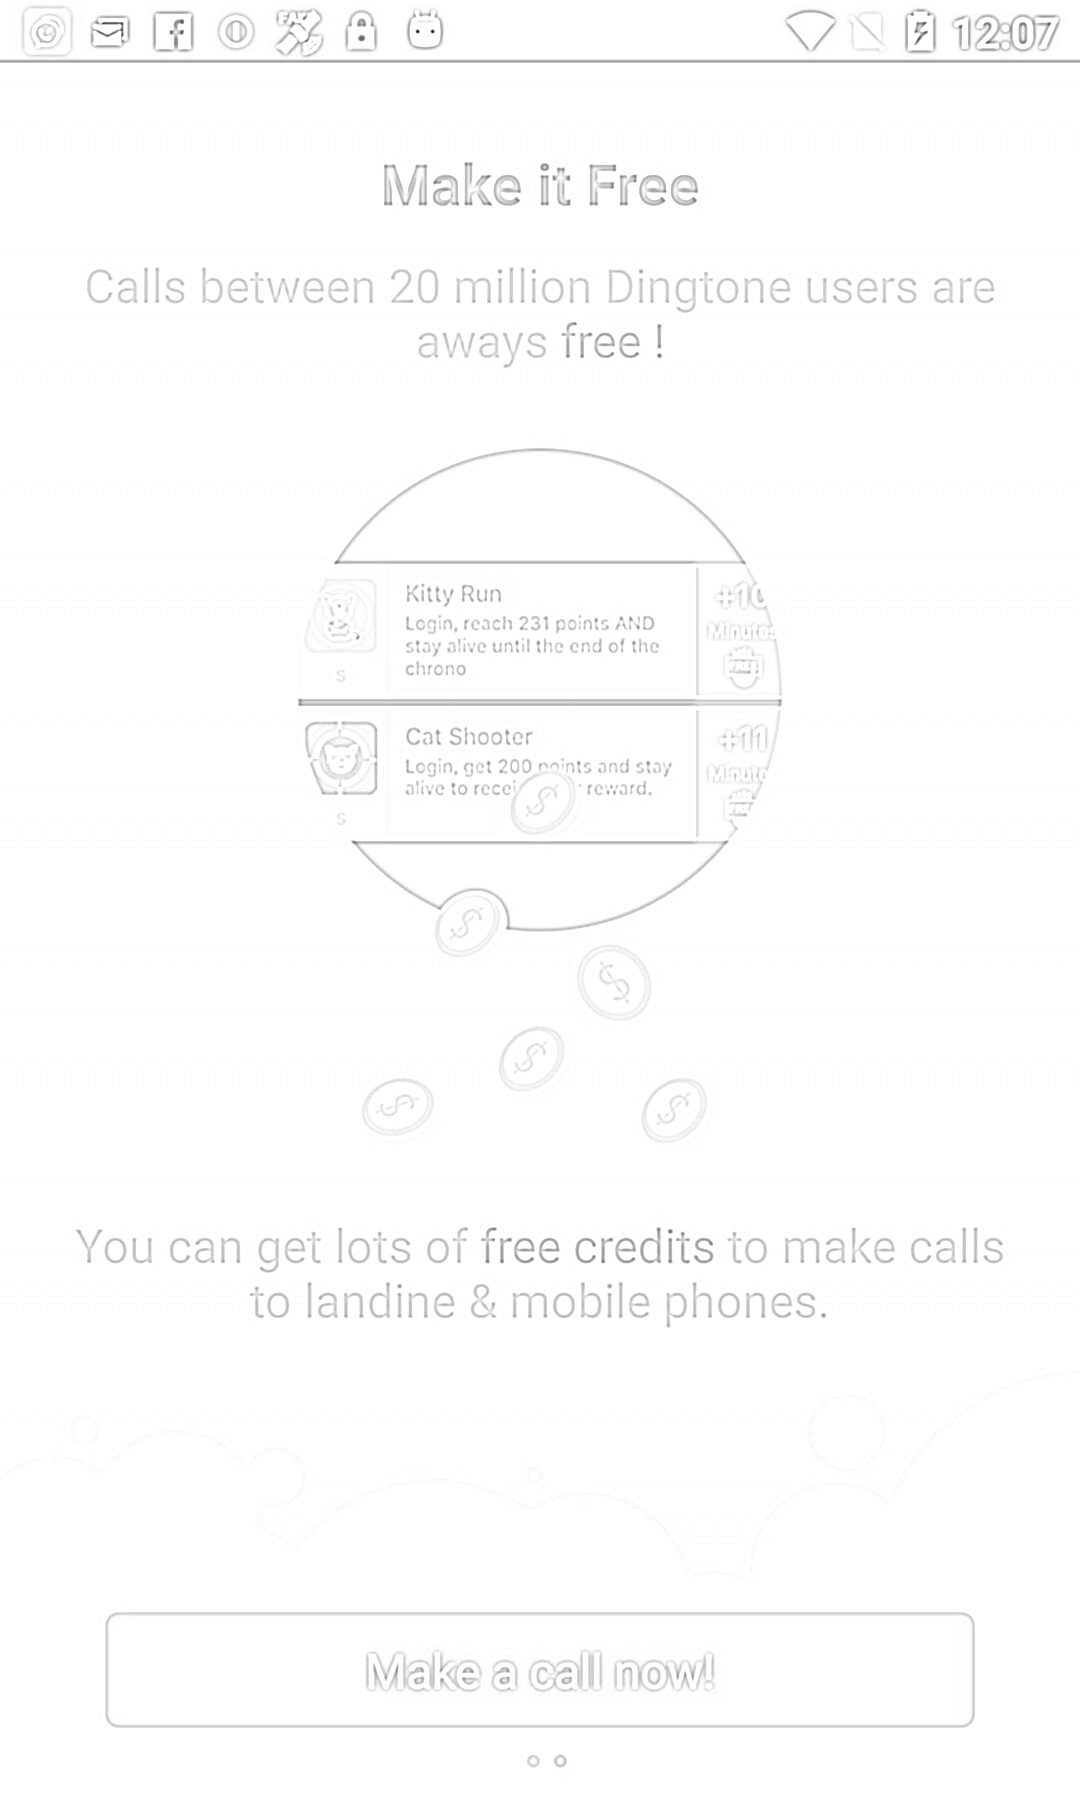 12:07
Make it Free
Calls between 20 million Dingtone users are
aways free !
Kitty Run
Login, reach 231 points AND
stay alive until the end of the
chrono
S
+10
Minutes
FREE
Cat Shooter
Login, get 200 points and stay
alive to recei r reward.
S
+11
Minute
You can get lots of free credits to make calls
to landine & mobile phones.
Make a call now!